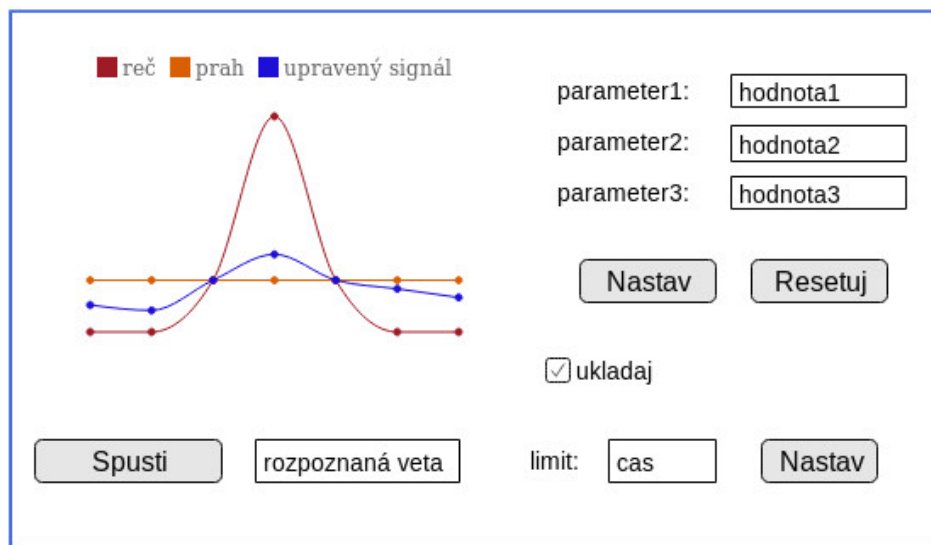 reč prah upravený signál
parameter1: hodnota1
parameter2: hodnota2
parameter3: hodnota3
Nastav Resetuj
ukladaj
Spusti rozpoznaná veta limit: cas Nastav